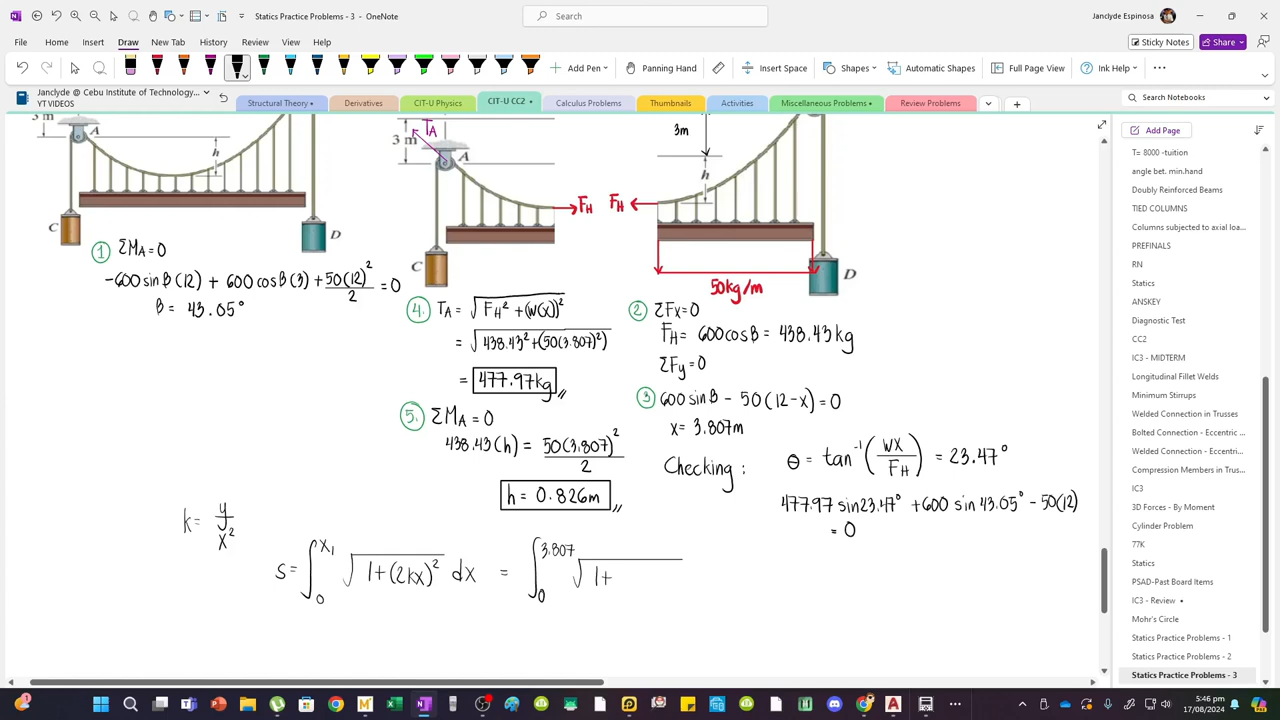 Statics Practice Problems - 3 - OneNote
Search
Janclyde Espinosa
File Home Insert Draw New Tab History Review View Help
Sticky Notes
Share
Add Pen
Panning Hand
Insert Space
Shapes
Automatic Shapes
Full Page View
Ink Help
Janclyde @ Cebu Institute of Technology...
YT VIDEOS
Structural Theory
Derivatives
CIT-U Physics
CIT-U CC2
Calculus Problems
Thumbnails
Activities
Miscellaneous Problems
Review Problems
Search Notebooks
Add Page
T= 8000 -tuition
angle bet. min.hand
Doubly Reinforced Beams
TIED COLUMNS
Columns subjected to axial loa...
PREFINALS
RN
Statics
ANSKEY
Diagnostic Test
CC2
IC3 - MIDTERM
Longitudinal Fillet Welds
Minimum Stirrups
Welded Connection in Trusses
Bolted Connection - Eccentric ...
Welded Connection - Eccentric...
Compression Members in Trus...
IC3
3D Forces - By Moment
Cylinder Problem
77K
Statics
PSAD-Past Board Items
IC3 - Review
Mohr's Circle
Statics Practice Problems - 1
Statics Practice Problems - 2
Statics Practice Problems - 3
3 m
A
h
C
D
① ΣMA=0
-600 sinβ(12) + 600 cosβ(3) + 50(12)²/2 = 0
β = 43.05°
TA
3 m
A
FH
C
4. TA = √(FH² + (W(x))²
= √438.43² + (50(3.807)²)
= 477.97kg
5. ΣMA = 0
438.43(h) = 50(3.807)²/2
h = 0.826m
3m
h
FH
D
50kg/m
② ΣFx=0
FH = 600cosβ = 438.43 kg
ΣFy=0
③ 600 sinβ - 50(12-x) = 0
x = 3.807m
Checking:
θ = tan⁻¹(WX/FH) = 23.47°
477.97 sin23.47° + 600 sin 43.05° - 50(12)
= 0
k = y/x²
s = ∫₀^x₁ √1+(2kx)² dx = ∫₀^3.807 √1+
5:46 pm
17/08/2024